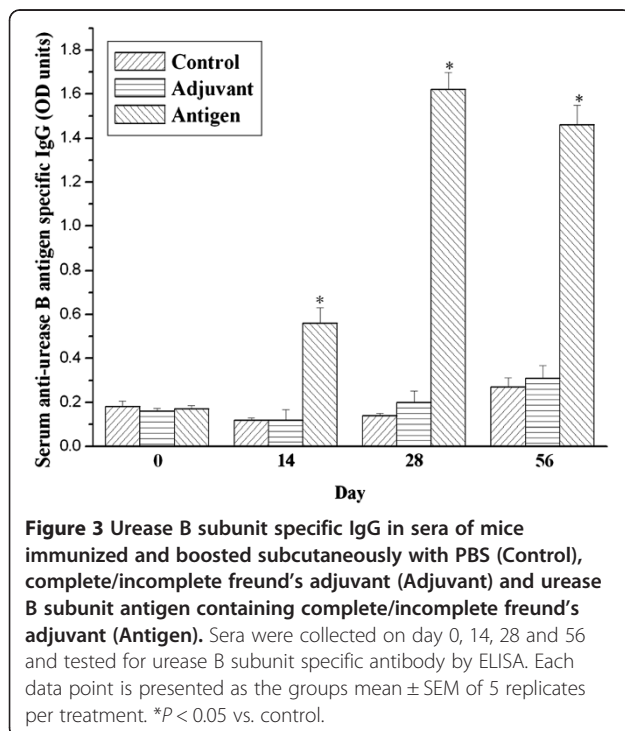 Serum anti-urease B antigen specific IgG (OD units)
1.8
1.6
1.4
1.2
1.0
0.8
0.6
0.4
0.2
0.0
Control
Adjuvant
Antigen
*
*
*
0 14 28 56
Day
Figure 3 Urease B subunit specific IgG in sera of mice
immunized and boosted subcutaneously with PBS (Control),
complete/incomplete freund's adjuvant (Adjuvant) and urease
B subunit antigen containing complete/incomplete freund's
adjuvant (Antigen). Sera were collected on day 0, 14, 28 and 56
and tested for urease B subunit specific antibody by ELISA. Each
data point is presented as the groups mean ± SEM of 5 replicates
per treatment. *P < 0.05 vs. control.